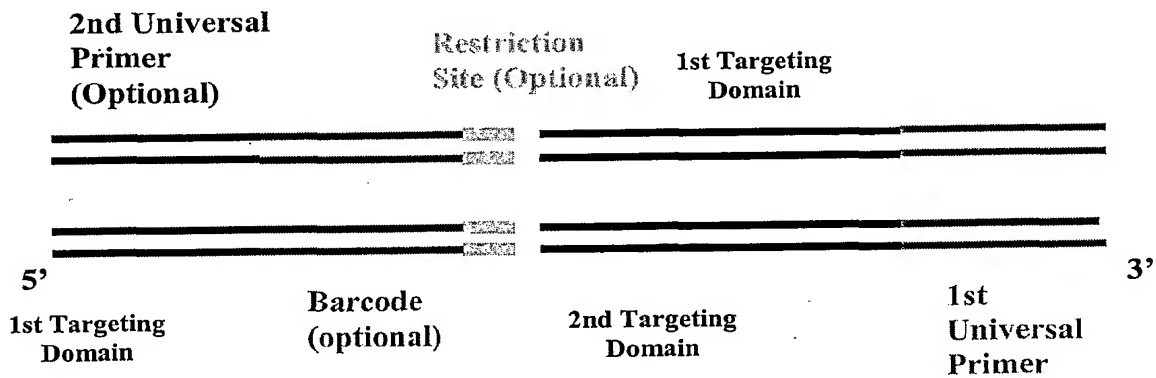 2nd Universal
Primer
(Optional)
Restriction
Site (Optional)
1st Targeting
Domain
5’
3’
1st Targeting
Domain
Barcode
(optional)
2nd Targeting
Domain
1st
Universal
Primer